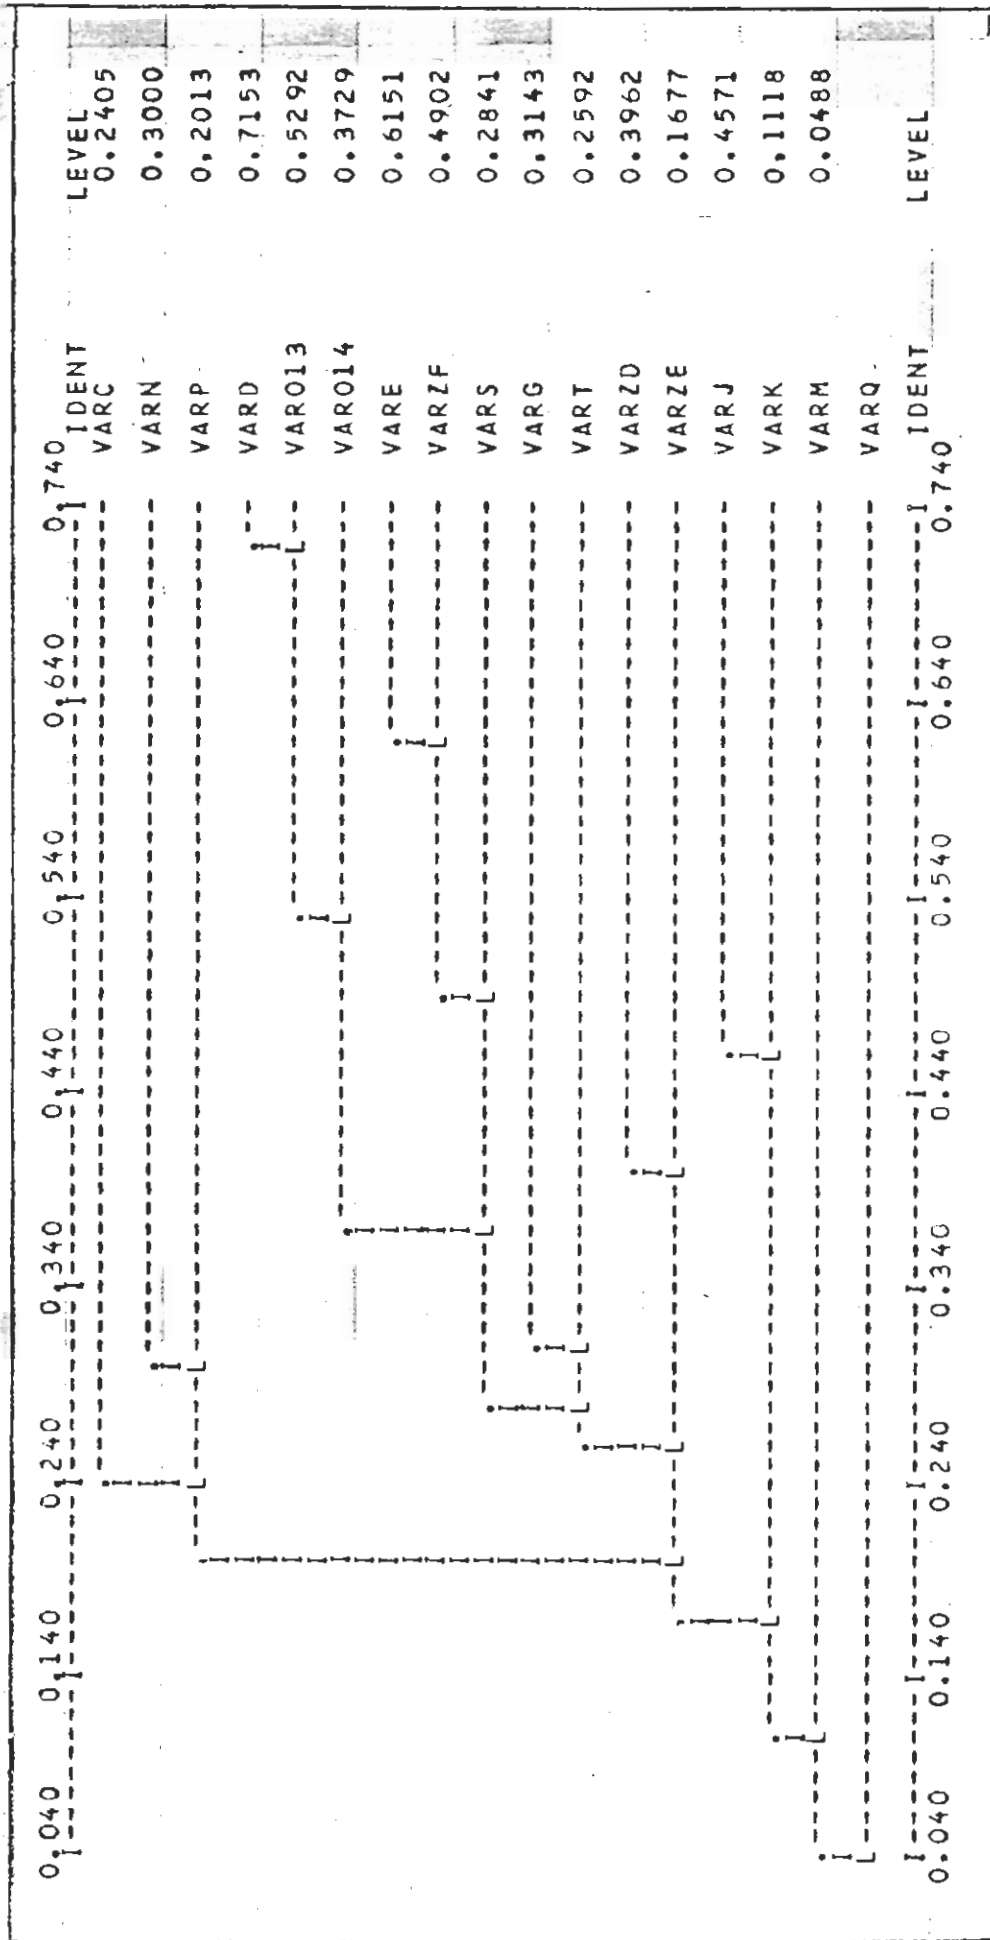 0.040 0.140 0.240 0.340 0.440 0.540 0.640 0.740
I---------I---------I---------I---------I---------I---------I---------I IDENT LEVEL
VARC 0.2405
VARN 0.3000
VARP 0.2013
VARD 0.7153
VARO13 0.5292
VARO14 0.3729
VARE 0.6151
VARZF 0.4902
VARS 0.2841
VARG 0.3143
VART 0.2592
VARZD 0.3962
VARZE 0.1677
VARJ 0.4571
VARK 0.1118
VARM 0.0488
VARQ
I---------I---------I---------I---------I---------I---------I---------I IDENT LEVEL
0.040 0.140 0.240 0.340 0.440 0.540 0.640 0.740